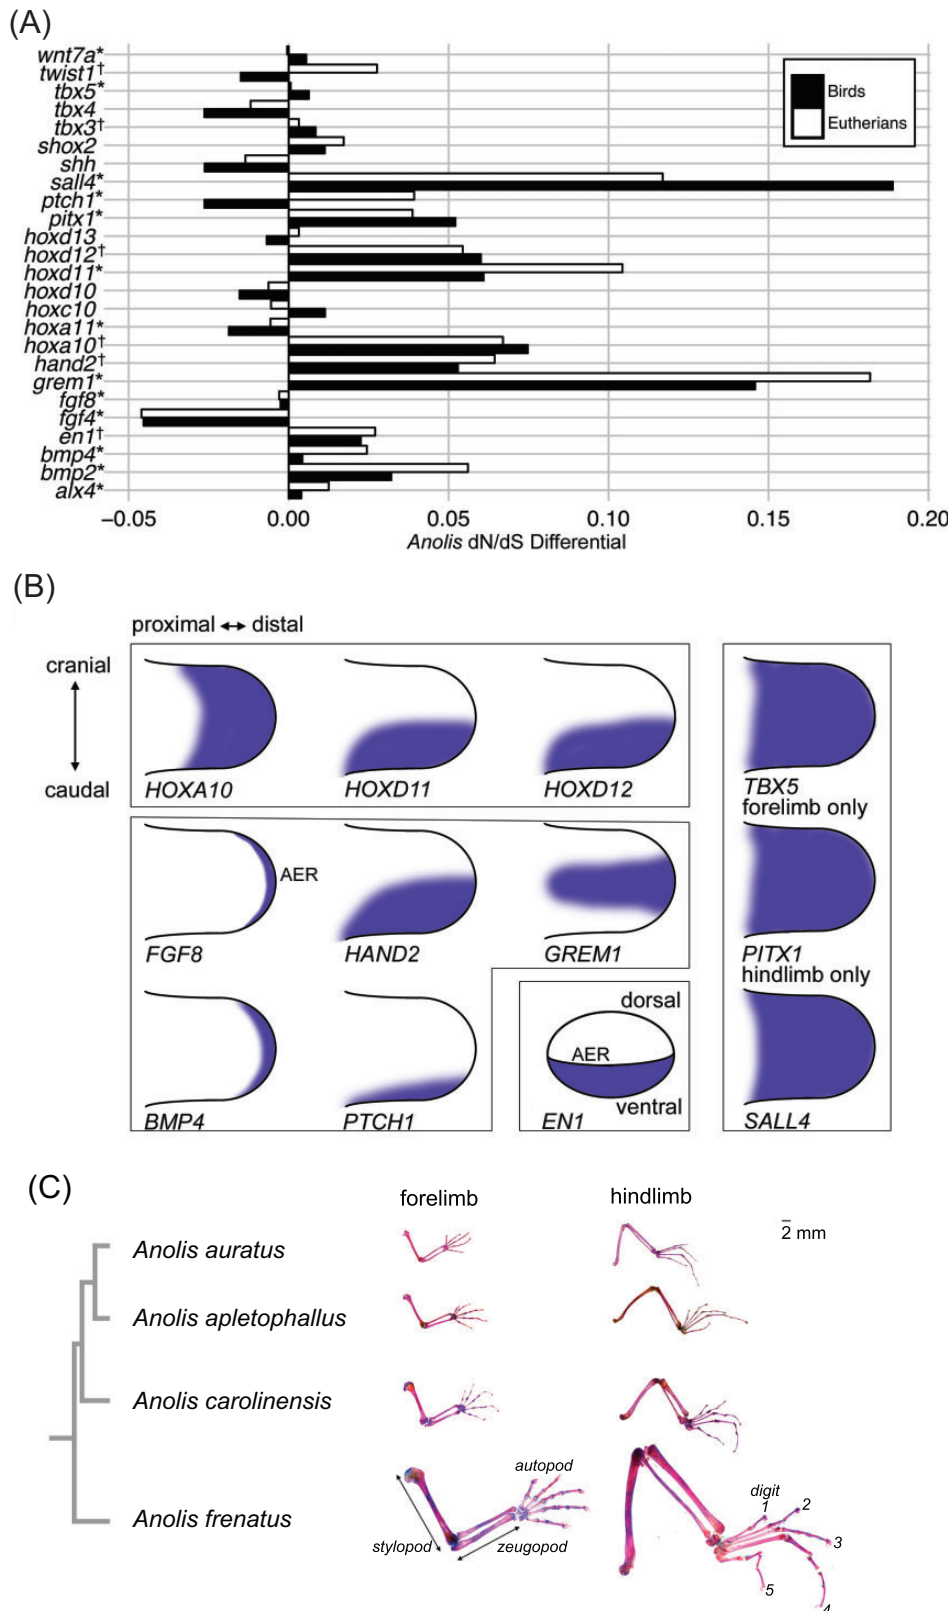 (A)
wnt7a*
twist1†
tbx5*
tbx4
tbx3†
shox2
shh
sall4*
ptch1*
pitx1*
hoxd13
hoxd12†
hoxd11*
hoxd10
hoxc10
hoxa11*
hoxa10†
hand2†
grem1*
fgf8*
fgf4*
en1†
bmp4*
bmp2*
alx4*
Birds
Eutherians
−0.05 0.00 0.05 0.10 0.15 0.20
Anolis dN/dS Differential
(B)
proximal ↔ distal
cranial
caudal
HOXA10 HOXD11 HOXD12
TBX5
forelimb only
AER
FGF8 HAND2 GREM1
PITX1
hindlimb only
dorsal
AER
ventral
BMP4 PTCH1 EN1 SALL4
(C)
forelimb hindlimb
2 mm
Anolis auratus
Anolis apletophallus
Anolis carolinensis
Anolis frenatus
autopod
stylopod
zeugopod
digit
1 2
3
5
4